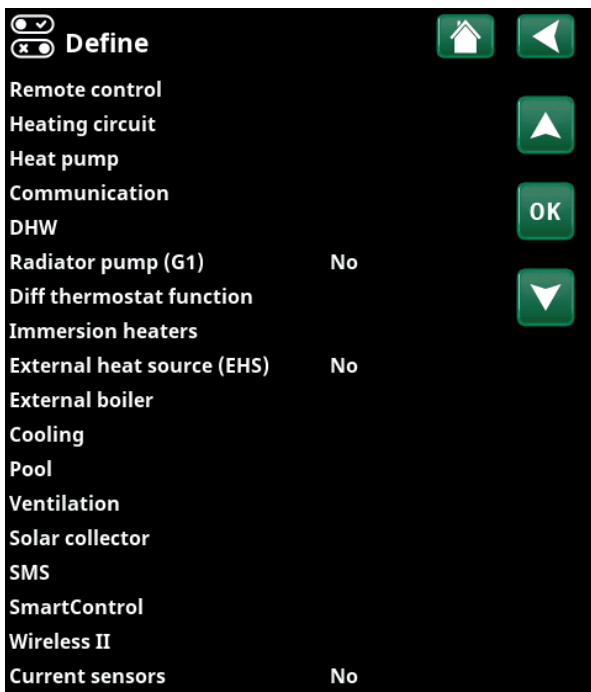 Define
Remote control
Heating circuit
Heat pump
Communication
OK
DHW
Radiator pump (G1) No
Diff thermostat function
Immersion heaters
External heat source (EHS) No
External boiler
Cooling
Pool
Ventilation
Solar collector
SMS
SmartControl
Wireless II
Current sensors No